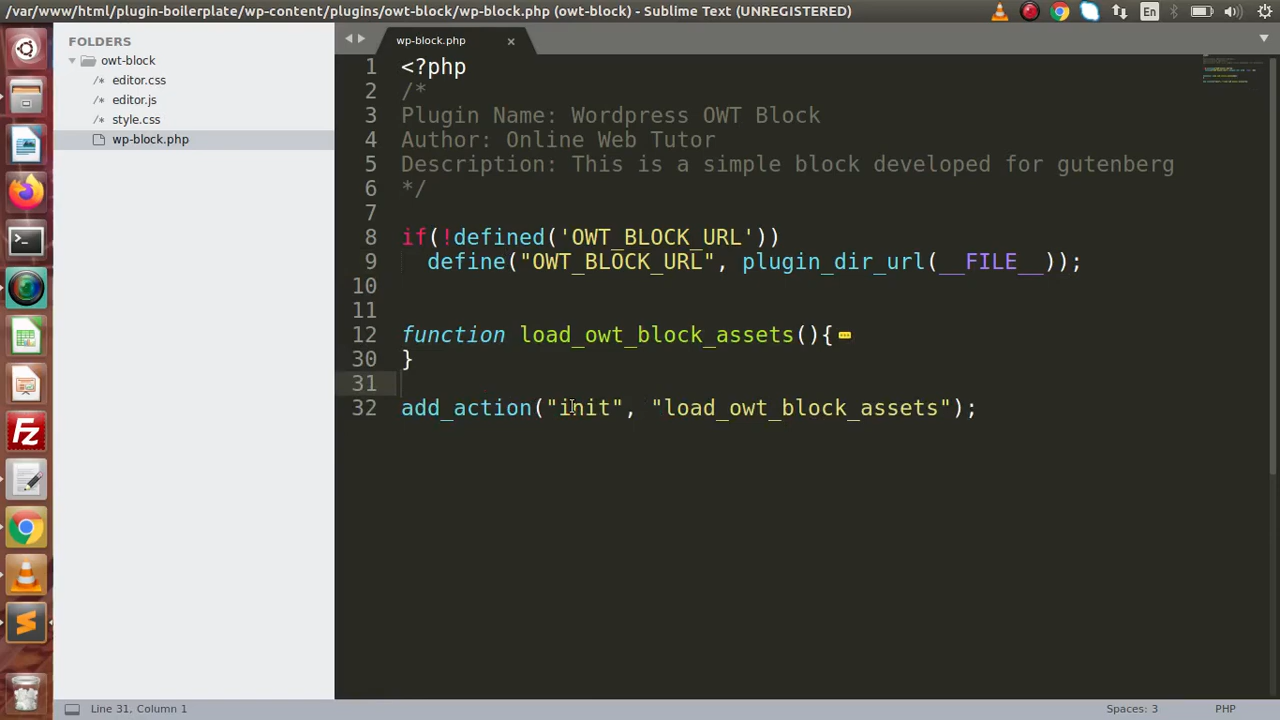 /var/www/html/plugin-boilerplate/wp-content/plugins/owt-block/wp-block.php (owt-block) - Sublime Text (UNREGISTERED)
En
FOLDERS
owt-block
/* editor.css
/* editor.js
/* style.css
wp-block.php
wp-block.php ×
1 <?php
2 /*
3 Plugin Name: Wordpress OWT Block
4 Author: Online Web Tutor
5 Description: This is a simple block developed for gutenberg
6 */
7
8 if(!defined('OWT_BLOCK_URL'))
9 define("OWT_BLOCK_URL", plugin_dir_url(__FILE__));
10
11
12 function load_owt_block_assets(){
30 }
31
32 add_action("init", "load_owt_block_assets");
Line 31, Column 1
Spaces: 3
PHP